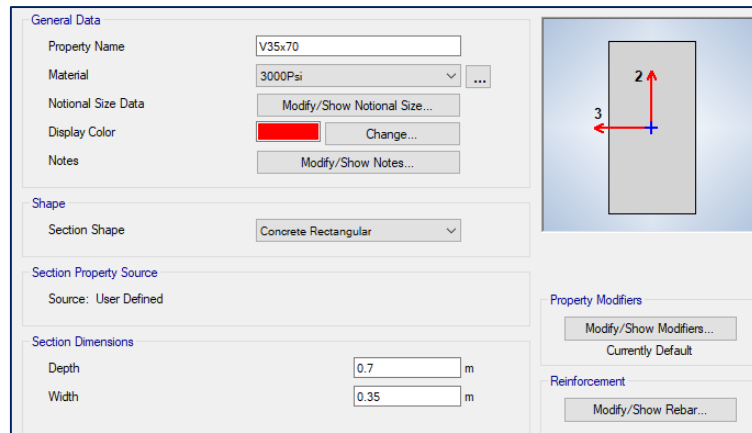 General Data
Property Name V35x70
Material 3000Psi ...
Notional Size Data Modify/Show Notional Size...
Display Color Change...
Notes Modify/Show Notes...
Shape
Section Shape Concrete Rectangular
Section Property Source
Source: User Defined
Section Dimensions
Depth 0.7 m
Width 0.35 m
2
3
Property Modifiers
Modify/Show Modifiers...
Currently Default
Reinforcement
Modify/Show Rebar...